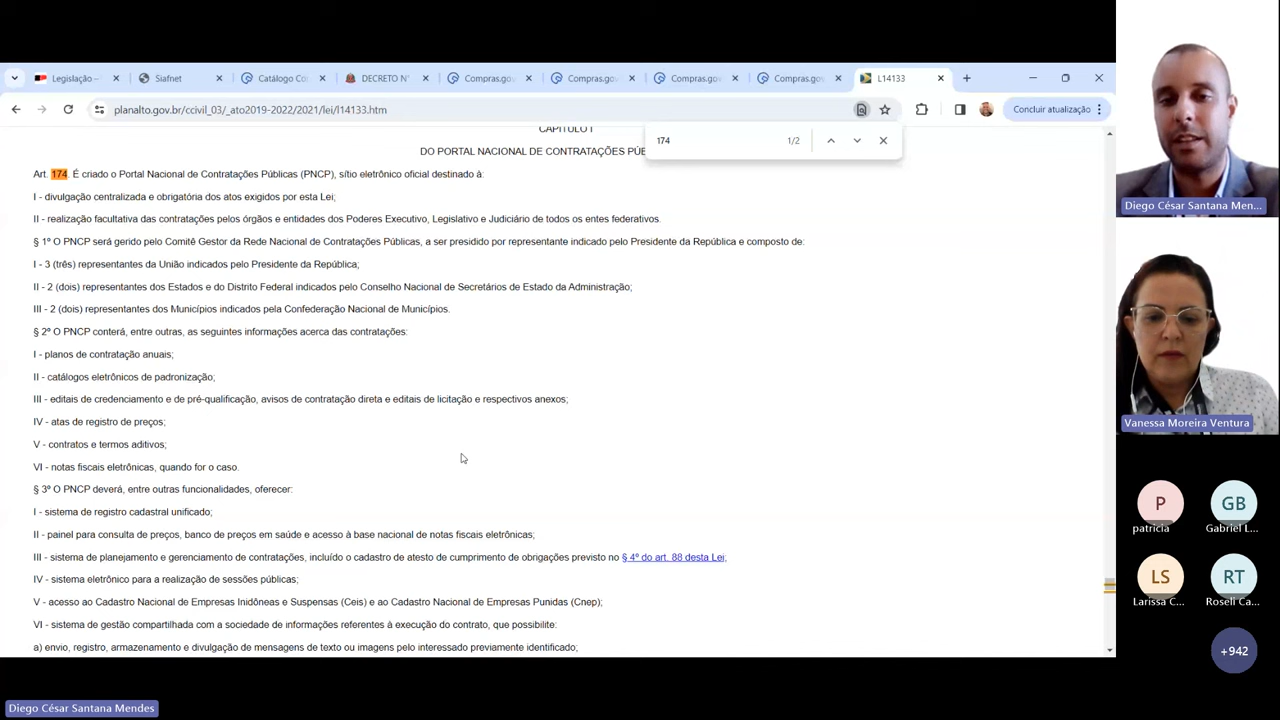 Legislação –
Siafnet
Catálogo Co
DECRETO Nº
Compras.gov
Compras.gov
Compras.gov
Compras.gov
L14133
planalto.gov.br/ccivil_03/_ato2019-2022/2021/lei/l14133.htm
Concluir atualização
174
1/2
CAPÍTULO I
DO PORTAL NACIONAL DE CONTRATAÇÕES PÚB
Art. 174. É criado o Portal Nacional de Contratações Públicas (PNCP), sítio eletrônico oficial destinado à:
I - divulgação centralizada e obrigatória dos atos exigidos por esta Lei;
II - realização facultativa das contratações pelos órgãos e entidades dos Poderes Executivo, Legislativo e Judiciário de todos os entes federativos.
§ 1º O PNCP será gerido pelo Comitê Gestor da Rede Nacional de Contratações Públicas, a ser presidido por representante indicado pelo Presidente da República e composto de:
I - 3 (três) representantes da União indicados pelo Presidente da República;
II - 2 (dois) representantes dos Estados e do Distrito Federal indicados pelo Conselho Nacional de Secretários de Estado da Administração;
III - 2 (dois) representantes dos Municípios indicados pela Confederação Nacional de Municípios.
§ 2º O PNCP conterá, entre outras, as seguintes informações acerca das contratações:
I - planos de contratação anuais;
II - catálogos eletrônicos de padronização;
III - editais de credenciamento e de pré-qualificação, avisos de contratação direta e editais de licitação e respectivos anexos;
IV - atas de registro de preços;
V - contratos e termos aditivos;
VI - notas fiscais eletrônicas, quando for o caso.
§ 3º O PNCP deverá, entre outras funcionalidades, oferecer:
I - sistema de registro cadastral unificado;
II - painel para consulta de preços, banco de preços em saúde e acesso à base nacional de notas fiscais eletrônicas;
III - sistema de planejamento e gerenciamento de contratações, incluído o cadastro de atesto de cumprimento de obrigações previsto no § 4º do art. 88 desta Lei;
IV - sistema eletrônico para a realização de sessões públicas;
V - acesso ao Cadastro Nacional de Empresas Inidôneas e Suspensas (Ceis) e ao Cadastro Nacional de Empresas Punidas (Cnep);
VI - sistema de gestão compartilhada com a sociedade de informações referentes à execução do contrato, que possibilite:
a) envio, registro, armazenamento e divulgação de mensagens de texto ou imagens pelo interessado previamente identificado;
Diego César Santana Men...
Vanessa Moreira Ventura
P
patrícia
GB
Gabriel L...
LS
Larissa C...
RT
Roseli Ca...
+942
Diego César Santana Mendes